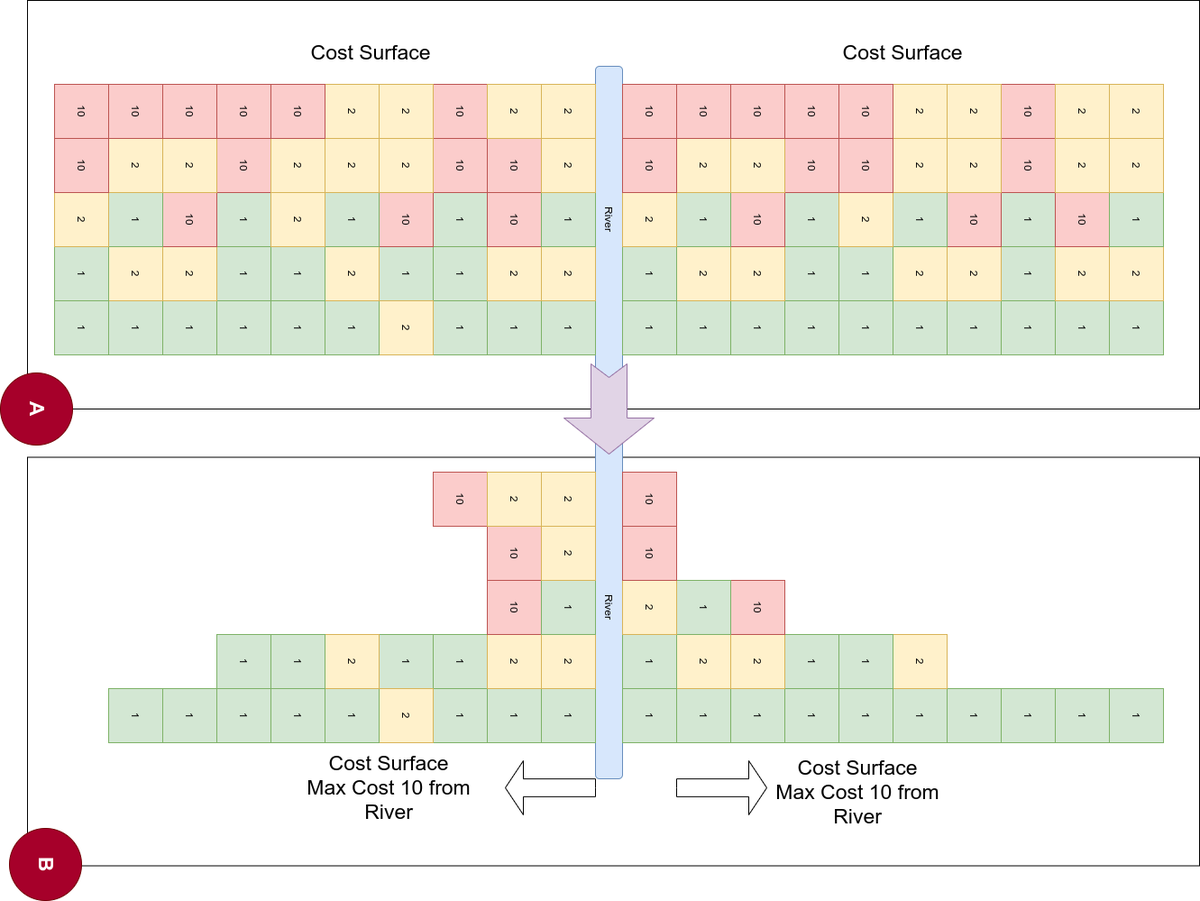 Cost Surface Cost Surface
10 10 10 10 10 2 2 10 2 2 10 10 10 10 10 2 2 10 2 2
10 2 2 10 2 2 2 10 10 2 10 2 2 10 10 2 2 10 2 2
2 1 10 1 2 1 10 1 10 1 River 2 1 10 1 2 1 10 1 10 1
1 2 2 1 1 2 1 1 2 2 1 2 2 1 1 2 2 1 2 2
1 1 1 1 1 1 2 1 1 1 1 1 1 1 1 1 1 1 1 1
A
10 2 2 10
10 2 10
10 1 River 2 1 10
1 1 2 1 1 2 2 1 2 2 1 1 2
1 1 1 1 1 2 1 1 1 1 1 1 1 1 1 1 1 1 1
Cost Surface
Max Cost 10 from
River
Cost Surface
Max Cost 10 from
River
B